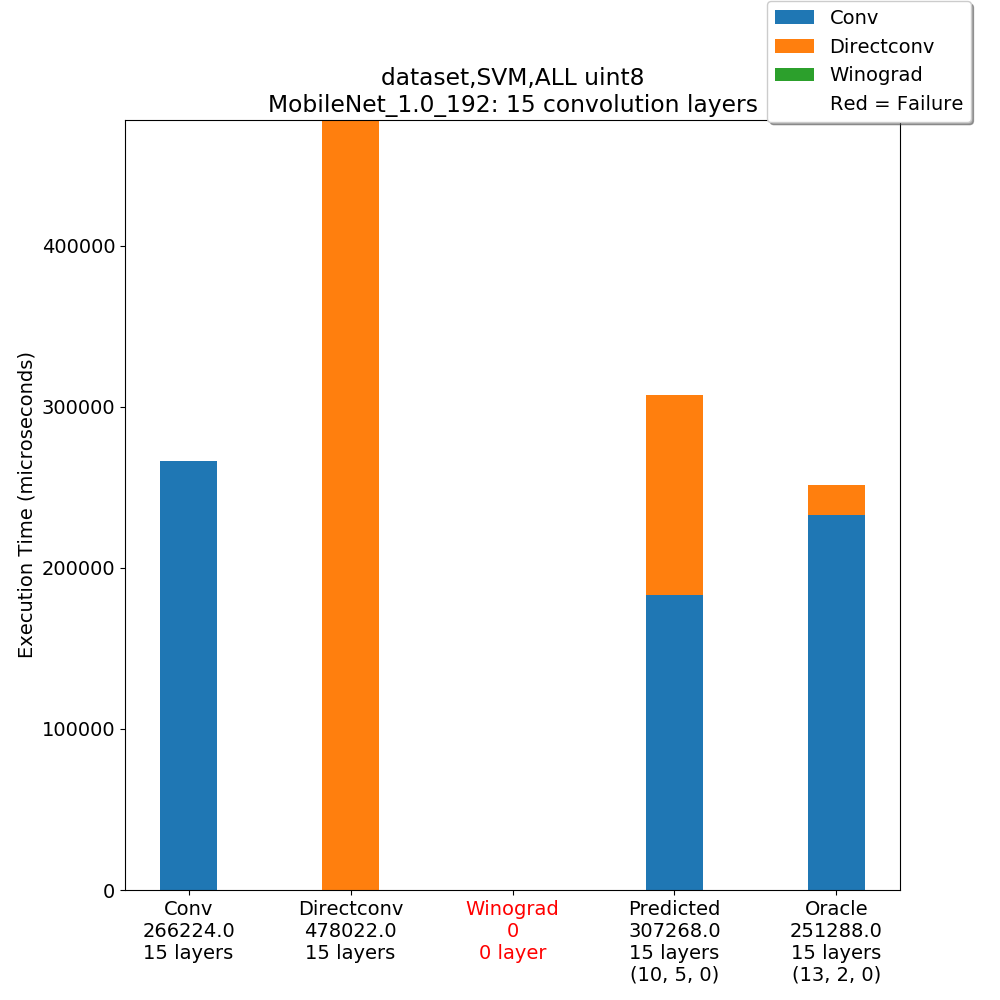 Conv
Directconv
Winograd
Red = Failure
dataset,SVM,ALL uint8
MobileNet_1.0_192: 15 convolution layers
Execution Time (microseconds)
400000
300000
200000
100000
0
Conv
266224.0
15 layers
Directconv
478022.0
15 layers
Winograd
0
0 layer
Predicted
307268.0
15 layers
(10, 5, 0)
Oracle
251288.0
15 layers
(13, 2, 0)